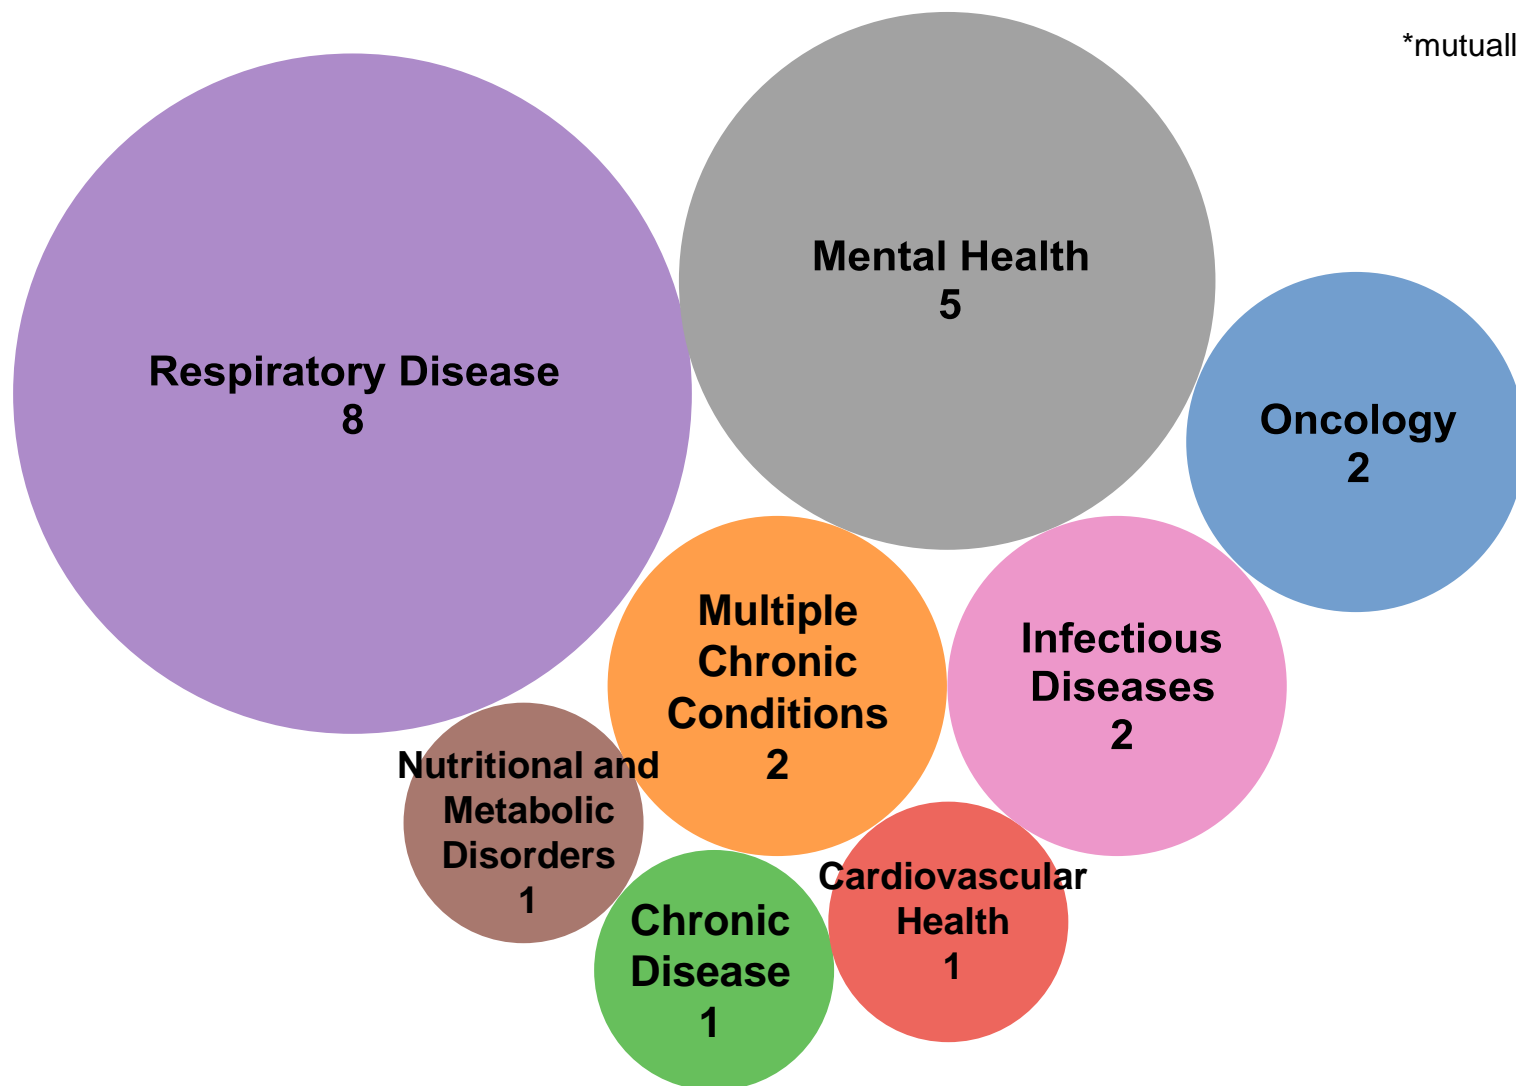 *mutuall
Mental Health
5
Respiratory Disease
8
Oncology
2
Multiple
Chronic
Conditions
2
Infectious
Diseases
2
Nutritional and
Metabolic
Disorders
1
Cardiovascular
Health
1
Chronic
Disease
1